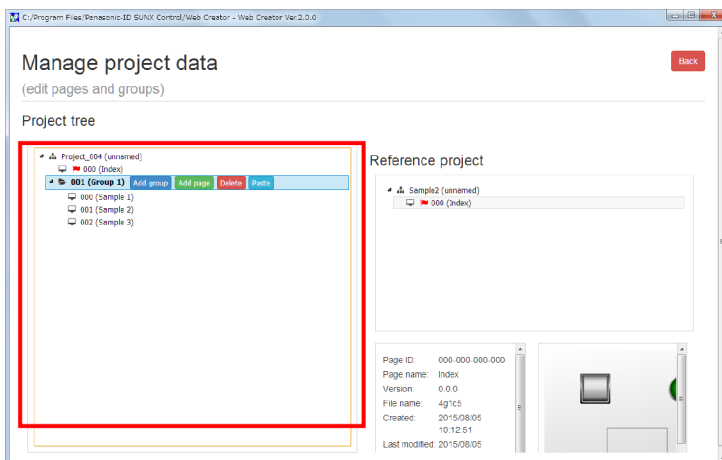 C:/Program Files/Panasonic-ID SUNX Control/Web Creator - Web Creator Ver.2.0.0
Manage project data
Back
(edit pages and groups)
Project tree
Project_004 (unnamed)
000 (Index)
001 (Group 1) Add group Add page Delete Paste
000 (Sample 1)
001 (Sample 2)
002 (Sample 3)
Reference project
Sample2 (unnamed)
000 (Index)
Page ID: 000-000-000-000
Page name: Index
Version: 0.0.0
File name: 4g1c5
Created: 2015/08/05
10:12:51
Last modified: 2015/08/05